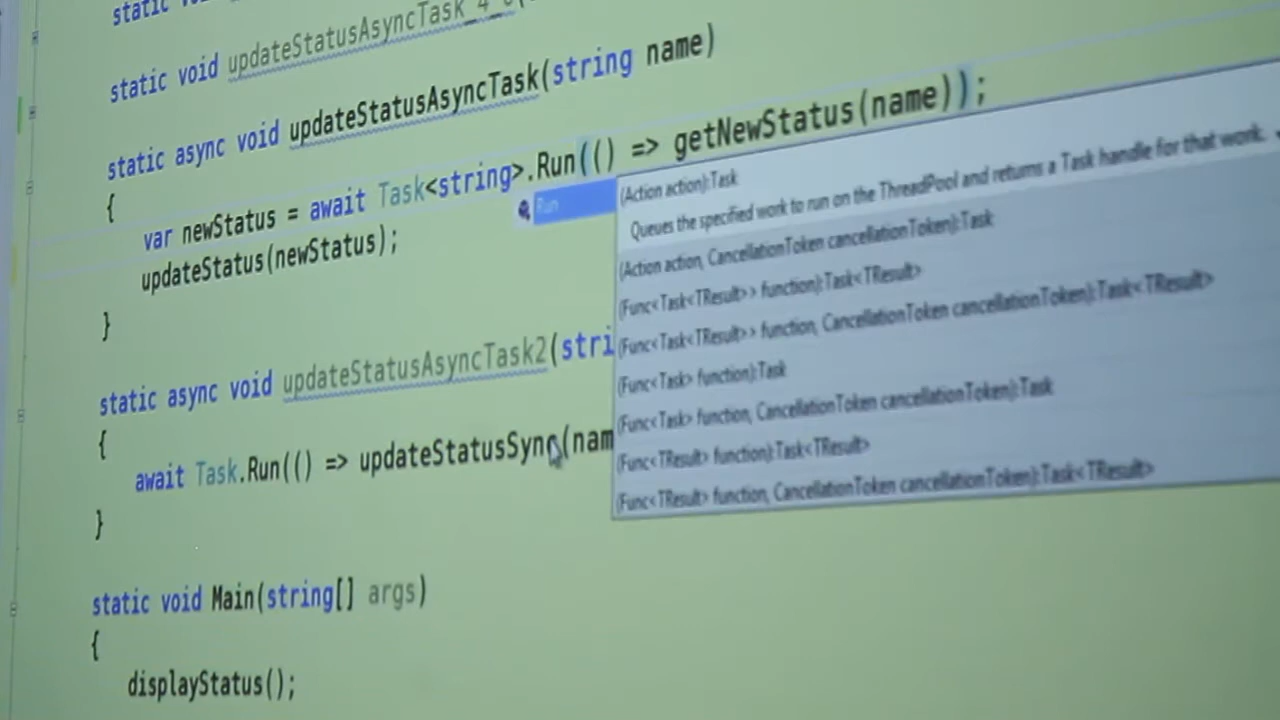 static void
static void updateStatusAsyncTask_4_0(
static async void updateStatusAsyncTask(string name)
{
var newStatus = await Task<string>.Run(() => getNewStatus(name));
updateStatus(newStatus);
}
Run
(Action action):Task
Queues the specified work to run on the ThreadPool and returns a Task handle for that work.
(Action action, CancellationToken cancellationToken):Task
(Func<Task<TResult>> function):Task<TResult>
(Func<Task<TResult>> function, CancellationToken cancellationToken):Task<TResult>
(Func<Task> function):Task
(Func<Task> function, CancellationToken cancellationToken):Task
(Func<TResult> function):Task<TResult>
(Func<TResult> function, CancellationToken cancellationToken):Task<TResult>
static async void updateStatusAsyncTask2(stri
{
await Task.Run(() => updateStatusSync(nam
}
static void Main(string[] args)
{
displayStatus();